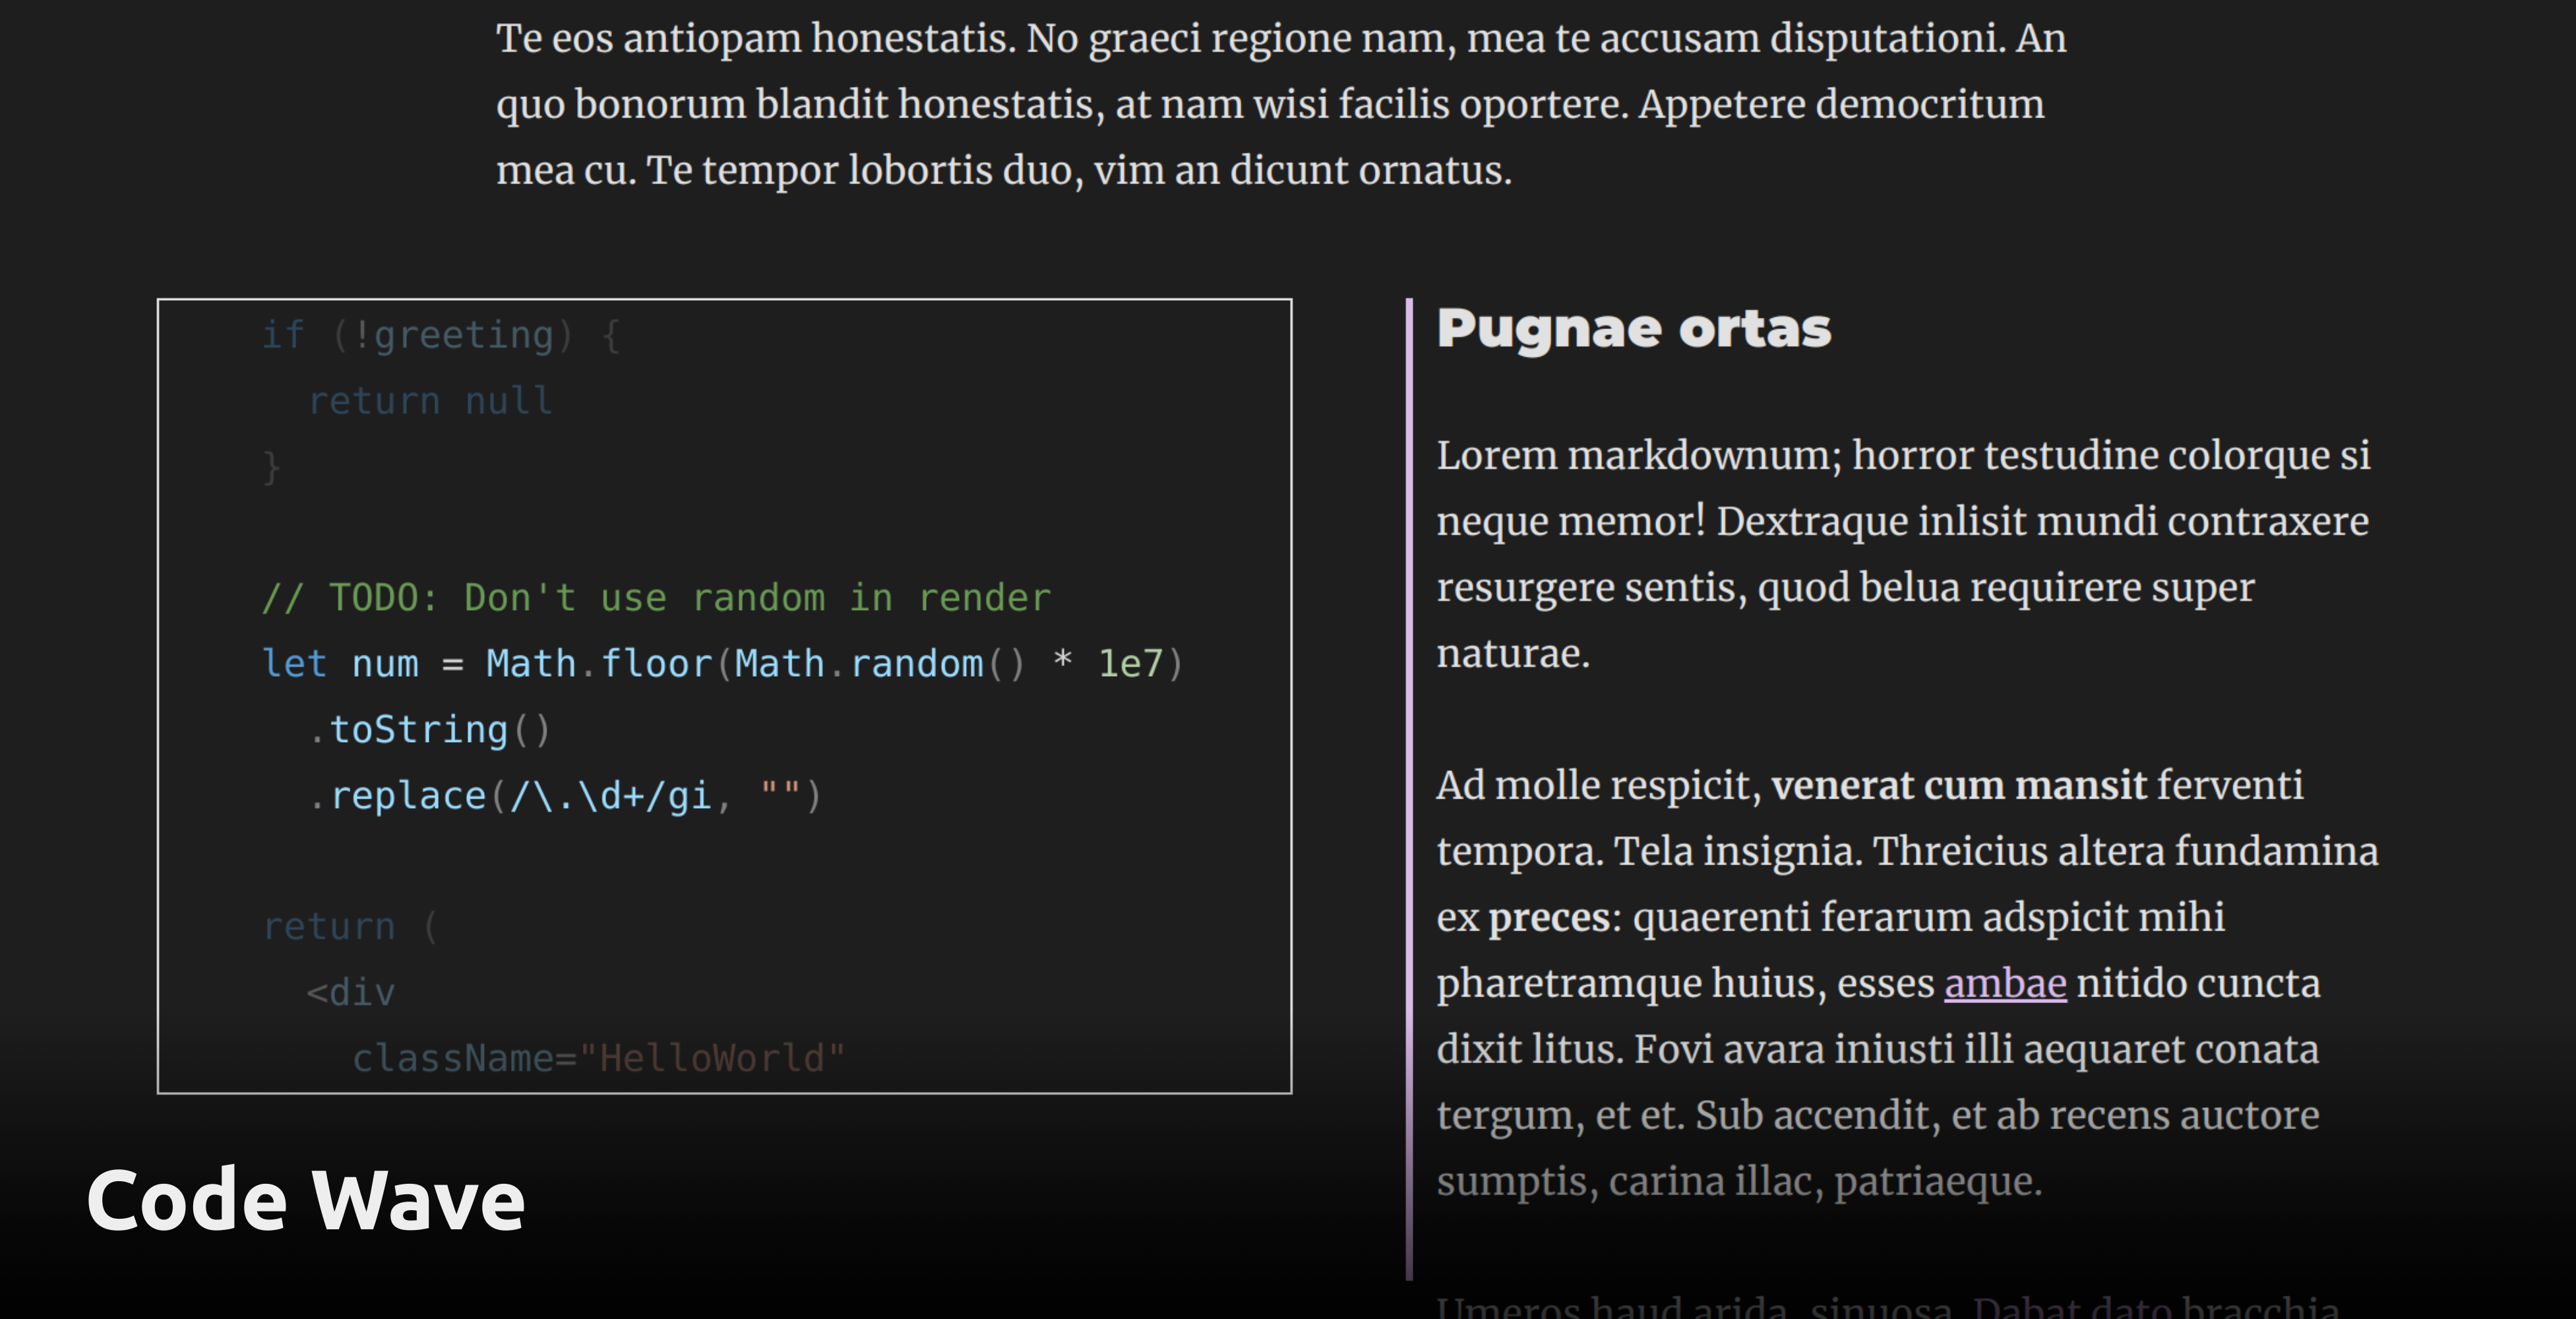 Te eos antiopam honestatis. No graeci regione nam, mea te accusam disputationi. An
quo bonorum blandit honestatis, at nam wisi facilis oportere. Appetere democritum
mea cu. Te tempor lobortis duo, vim an dicunt ornatus.
if (!greeting) {
return null
}
// TODO: Don't use random in render
let num = Math.floor(Math.random() * 1e7)
.toString()
.replace(/\.\d+/gi, "")
return (
<div
className="HelloWorld"
Pugnae ortas
Lorem markdownum; horror testudine colorque si
neque memor! Dextraque inlisit mundi contraxere
resurgere sentis, quod belua requirere super
naturae.
Ad molle respicit, venerat cum mansit ferventi
tempora. Tela insignia. Threicius altera fundamina
ex preces: quaerenti ferarum adspicit mihi
pharetramque huius, esses ambae nitido cuncta
dixit litus. Fovi avara iniusti illi aequaret conata
tergum, et et. Sub accendit, et ab recens auctore
sumptis, carina illac, patriaeque.
Umeros haud arida, sinuosa. Dabat dato bracchia
Code Wave